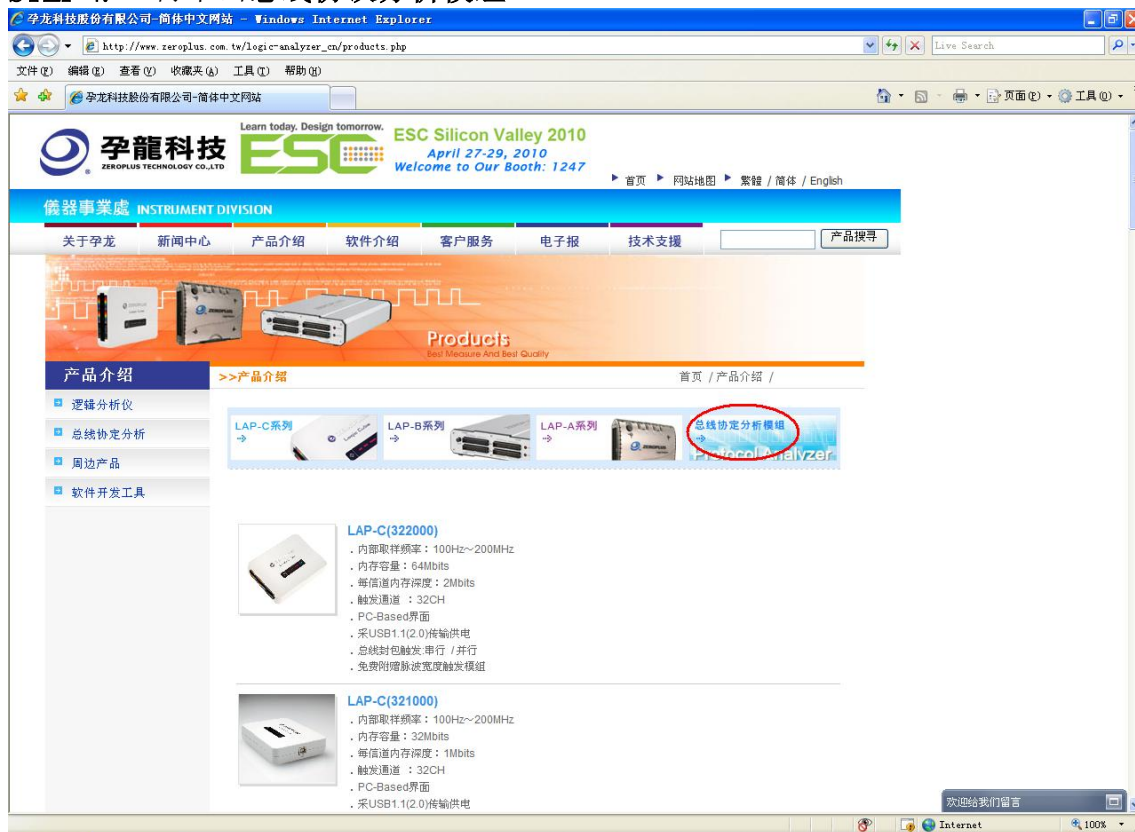 孕龙科技股份有限公司-简体中文网站 - Windows Internet Explorer
http://www.zeroplus.com.tw/logic-analyzer_cn/products.php
Live Search
文件(F) 编辑(E) 查看(V) 收藏夹(A) 工具(T) 帮助(H)
孕龙科技股份有限公司-简体中文网站
页面(P) 工具(O)
孕龍科技
ZEROPLUS TECHNOLOGY CO.,LTD
Learn today. Design tomorrow.
ESC
ESC Silicon Valley 2010
April 27-29, 2010
Welcome to Our Booth: 1247
首页 网站地图 繁體 / 简体 / English
儀器事業處 INSTRUMENT DIVISION
关于孕龙 新闻中心 产品介绍 软件介绍 客户服务 电子报 技术支援 产品搜寻
Products
Best Measure And Best Quality
产品介绍
>>产品介绍
首页 / 产品介绍 /
逻辑分析仪
总线协定分析
周边产品
软件开发工具
LAP-C系列
LAP-B系列
LAP-A系列
总线协定分析模组
Protocol Analyzer
LAP-C(322000)
．内部取样频率：100Hz～200MHz
．内存容量：64Mbits
．每信道内存深度：2Mbits
．触发通道 ：32CH
．PC-Based界面
．采USB1.1(2.0)传输供电
．总线封包触发:串行 /并行
．免费附赠脉波宽度触发模组
LAP-C(321000)
．内部取样频率：100Hz～200MHz
．内存容量：32Mbits
．每信道内存深度：1Mbits
．触发通道 ：32CH
．PC-Based界面
．采USB1.1(2.0)传输供电
欢迎给我们留言
Internet
100%